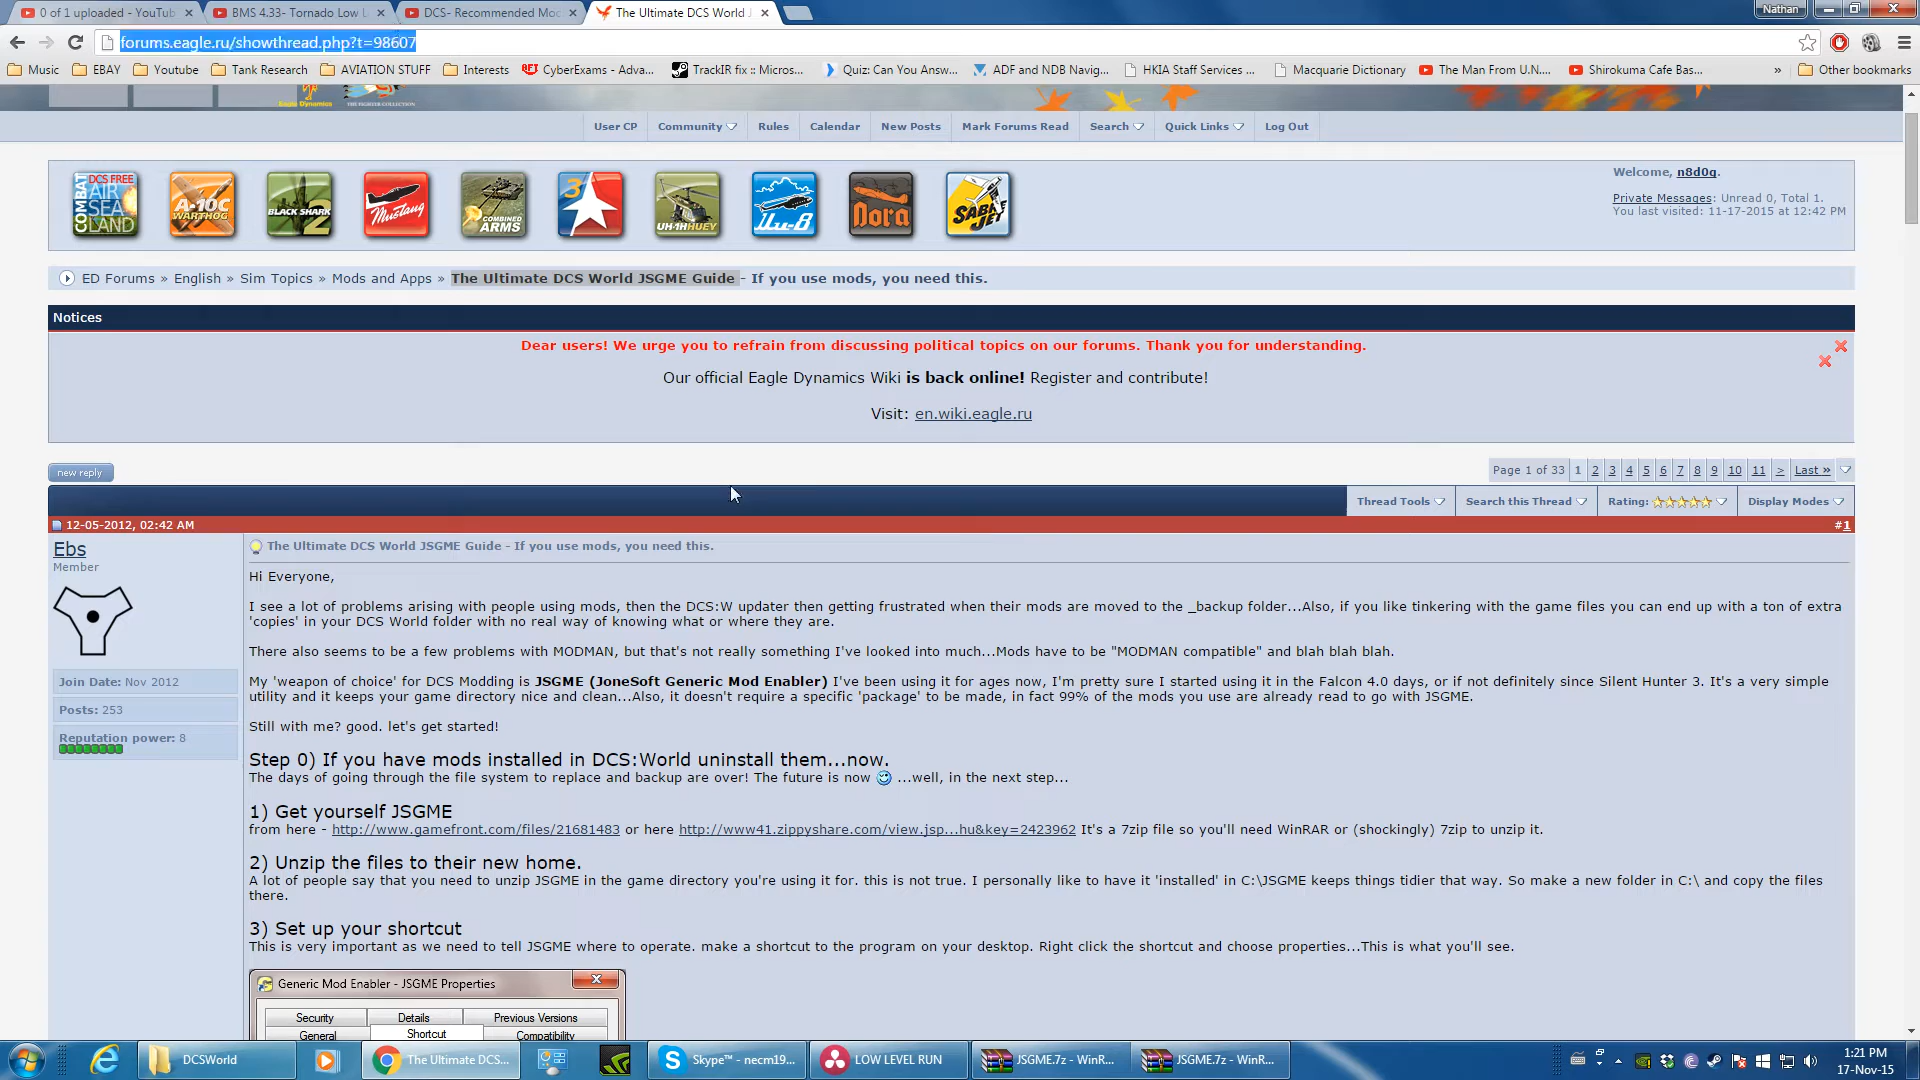 0 of 1 uploaded - YouTub
BMS 4.33- Tornado Low L
DCS- Recommended Mod
The Ultimate DCS World J
Nathan
forums.eagle.ru/showthread.php?t=98607
Music
EBAY
Youtube
Tank Research
AVIATION STUFF
Interests
CyberExams - Adva...
TrackIR fix :: Micros...
Quiz: Can You Answ...
ADF and NDB Navig...
HKIA Staff Services ...
Macquarie Dictionary
The Man From U.N....
Shirokuma Cafe Bas...
»
Other bookmarks
Eagle Dynamics
THE FIGHTER COLLECTION
User CP
Community
Rules
Calendar
New Posts
Mark Forums Read
Search
Quick Links
Log Out
DCS FREE
COMBAT
AIR
SEA
LAND
A-10C
WARTHOG
BLACK SHARK
2
Mustang
COMBINED
ARMS
3
UH-1H HUEY
Mu-8
Dora
SABRE
JET
Welcome, n8d0g.
Private Messages: Unread 0, Total 1.
You last visited: 11-17-2015 at 12:42 PM
ED Forums » English » Sim Topics » Mods and Apps » The Ultimate DCS World JSGME Guide - If you use mods, you need this.
Notices
Dear users! We urge you to refrain from discussing political topics on our forums. Thank you for understanding.
Our official Eagle Dynamics Wiki is back online! Register and contribute!
Visit: en.wiki.eagle.ru
new reply
Page 1 of 33 1 2 3 4 5 6 7 8 9 10 11 > Last »
Thread Tools
Search this Thread
Rating:
Display Modes
12-05-2012, 02:42 AM
#1
Ebs
Member
Join Date: Nov 2012
Posts: 253
Reputation power: 8
The Ultimate DCS World JSGME Guide - If you use mods, you need this.
Hi Everyone,
I see a lot of problems arising with people using mods, then the DCS:W updater then getting frustrated when their mods are moved to the _backup folder...Also, if you like tinkering with the game files you can end up with a ton of extra
'copies' in your DCS World folder with no real way of knowing what or where they are.
There also seems to be a few problems with MODMAN, but that's not really something I've looked into much...Mods have to be "MODMAN compatible" and blah blah blah.
My 'weapon of choice' for DCS Modding is JSGME (JoneSoft Generic Mod Enabler) I've been using it for ages now, I'm pretty sure I started using it in the Falcon 4.0 days, or if not definitely since Silent Hunter 3. It's a very simple
utility and it keeps your game directory nice and clean...Also, it doesn't require a specific 'package' to be made, in fact 99% of the mods you use are already read to go with JSGME.
Still with me? good. let's get started!
Step 0) If you have mods installed in DCS:World uninstall them...now.
The days of going through the file system to replace and backup are over! The future is now ...well, in the next step...
1) Get yourself JSGME
from here - http://www.gamefront.com/files/21681483 or here http://www41.zippyshare.com/view.jsp...hu&key=2423962 It's a 7zip file so you'll need WinRAR or (shockingly) 7zip to unzip it.
2) Unzip the files to their new home.
A lot of people say that you need to unzip JSGME in the game directory you're using it for. this is not true. I personally like to have it 'installed' in C:\JSGME keeps things tidier that way. So make a new folder in C:\ and copy the files
there.
3) Set up your shortcut
This is very important as we need to tell JSGME where to operate. make a shortcut to the program on your desktop. Right click the shortcut and choose properties...This is what you'll see.
Generic Mod Enabler - JSGME Properties
Security
Details
Previous Versions
General
Shortcut
Compatibility
DCSWorld
The Ultimate DCS...
Skype™ - necm19...
LOW LEVEL RUN
JSGME.7z - WinR...
JSGME.7z - WinR...
1:21 PM
17-Nov-15